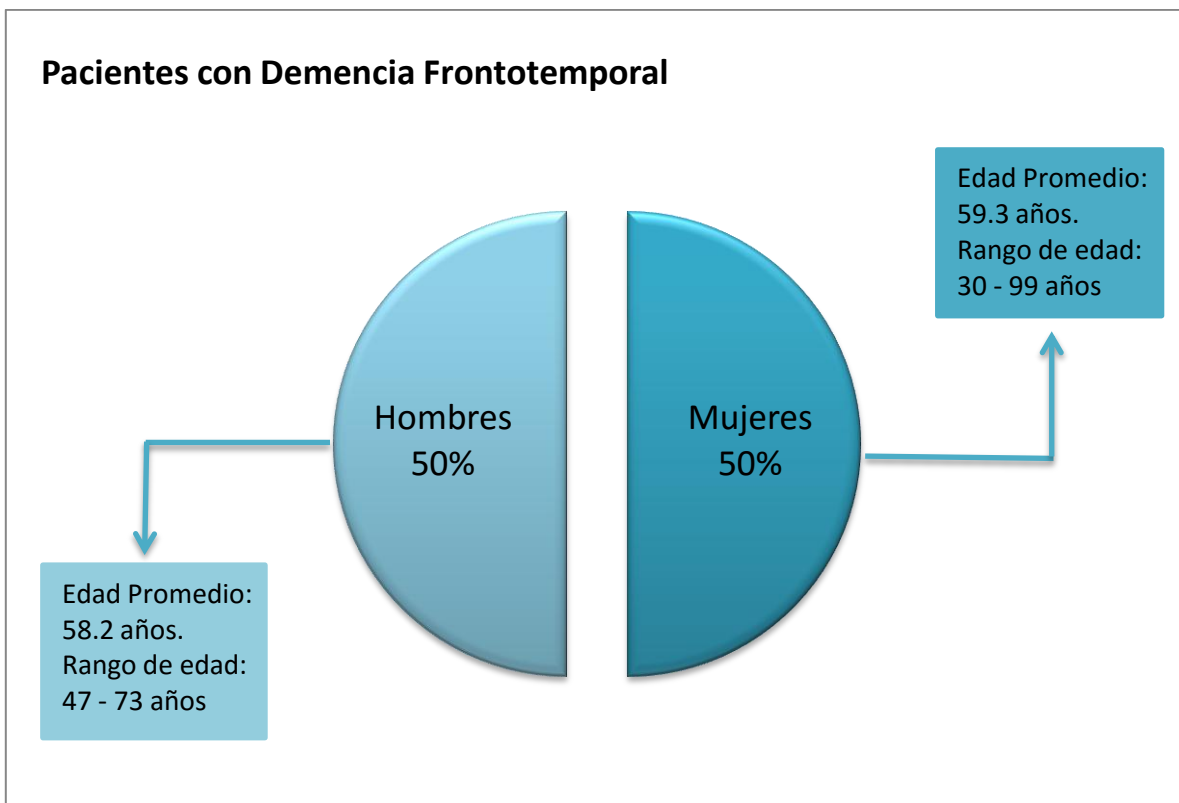 Pacientes con Demencia Frontotemporal
Edad Promedio:
59.3 años.
Rango de edad:
30 - 99 años
Hombres
50%
Mujeres
50%
Edad Promedio:
58.2 años.
Rango de edad:
47 - 73 años